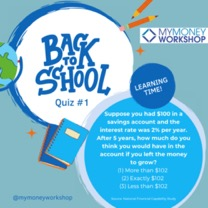 MYMONEY
WORKSHOP
BACK
TO
SCHOOL
Quiz #1
LEARNING
TIME!
Suppose you had $100 in a
savings account and the
interest rate was 2% per year.
After 5 years, how much do you
think you would have in the
account if you left the money
to grow?
(1) More than $102
(2) Exactly $102
(3) Less than $102
@mymoneyworkshop